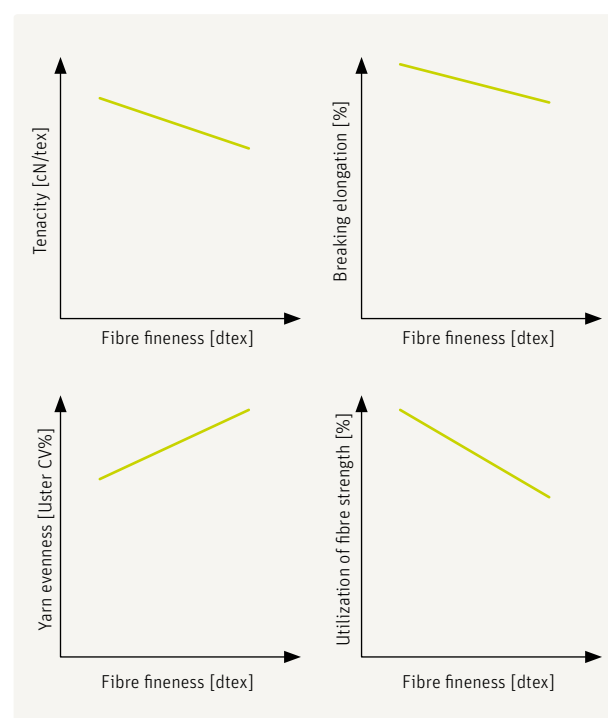 Tenacity [cN/tex]
Fibre fineness [dtex]
Breaking elongation [%]
Fibre fineness [dtex]
Yarn evenness [Uster CV%]
Fibre fineness [dtex]
Utilization of fibre strength [%]
Fibre fineness [dtex]